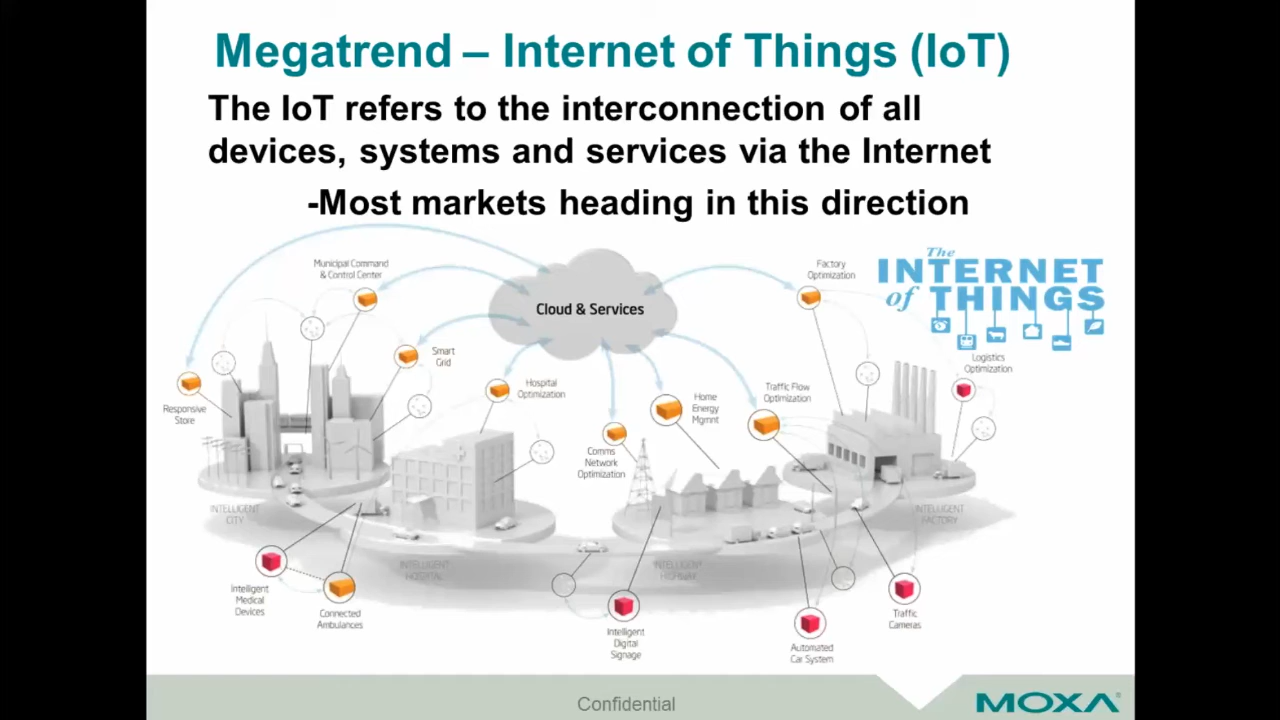 Megatrend – Internet of Things (IoT)
The IoT refers to the interconnection of all
devices, systems and services via the Internet
-Most markets heading in this direction
Municipal Command
& Control Center
Cloud & Services
Factory
Optimization
The
INTERNET
of THINGS
Smart
Grid
Logistics
Optimization
Responsive
Store
Hospital
Optimization
Home
Energy
Mgmnt
Traffic Flow
Optimization
Comms
Network
Optimization
INTELLIGENT
CITY
INTELLIGENT
FACTORY
INTELLIGENT
HOSPITAL
INTELLIGENT
HIGHWAY
Intelligent
Medical
Devices
Connected
Ambulances
Intelligent
Digital
Signage
Automated
Car System
Traffic
Cameras
Confidential
MOXA®